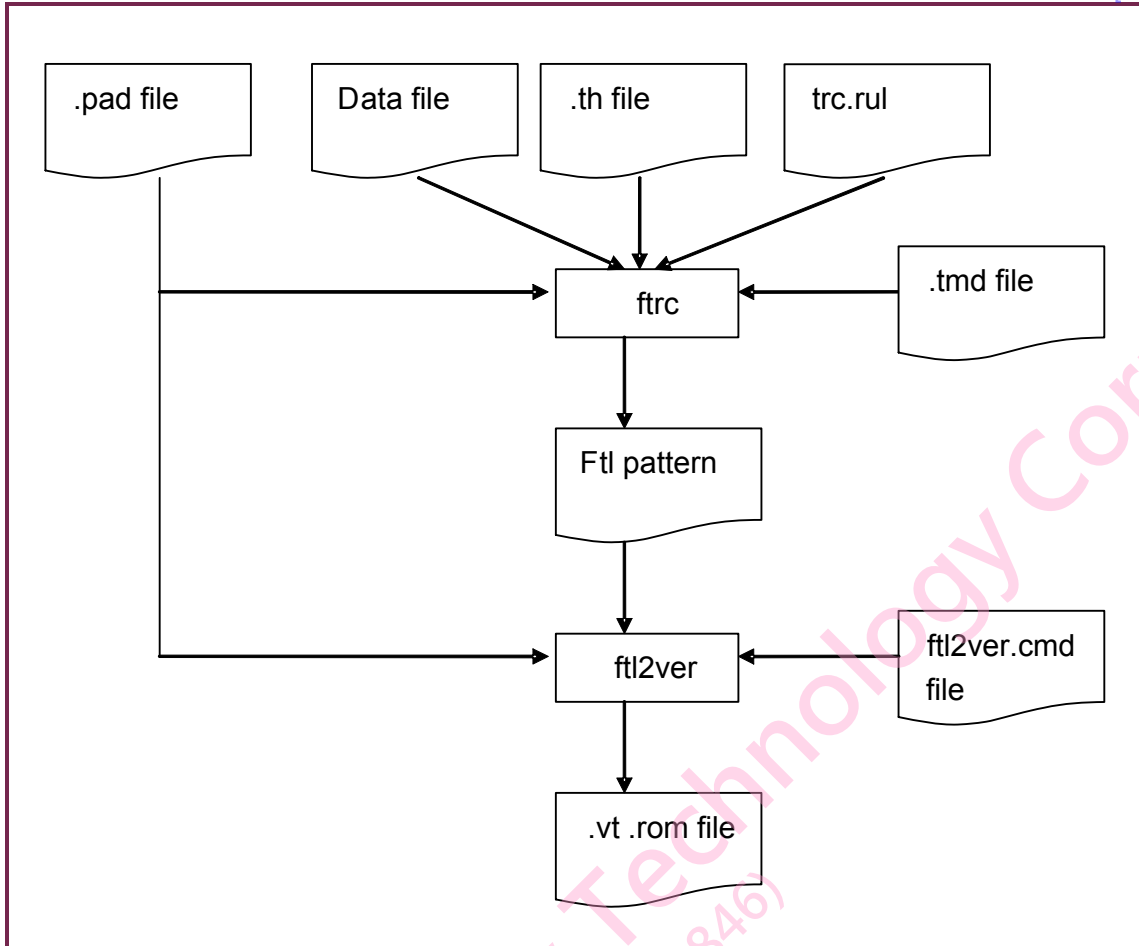 .pad file
Data file
.th file
trc.rul
ftrc
.tmd file
Ftl pattern
ftl2ver
ftl2ver.cmd
file
.vt .rom file
Technology
846)